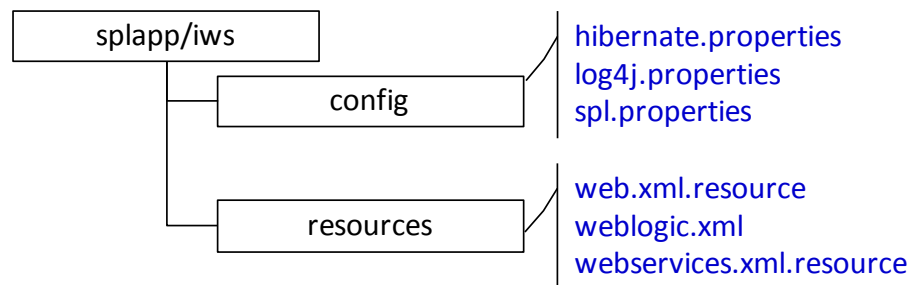 splapp/iws
config
hibernate.properties
log4j.properties
spl.properties
resources
web.xml.resource
weblogic.xml
webservices.xml.resource